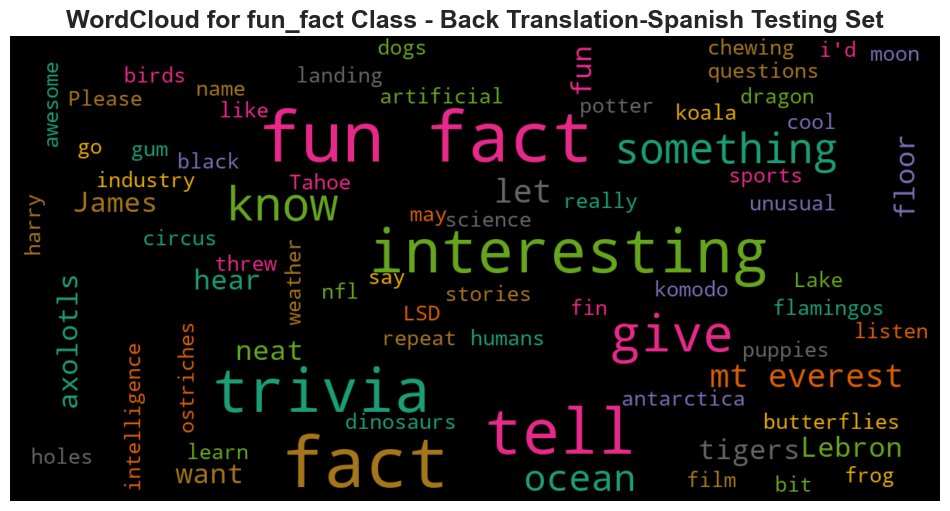 WordCloud for fun_fact Class - Back Translation-Spanish Testing Set
dogs
fun
chewing
i'd
moon
awesome
birds
landing
questions
Please
name
artificial
dragon
like
potter
koala
cool
fun fact
something
go
gum
black
industry
Tahoe
let
sports
floor
James
know
really
unusual
harry
may
science
circus
interesting
threw
hear
weather
say
nfl
stories
komodo
Lake
axolotls
LSD
fin
flamingos
repeat
humans
give
listen
ostriches
neat
puppies
intelligence
trivia
mt everest
antarctica
dinosaurs
tell
butterflies
holes
learn
fact
want
ocean
tigers
Lebron
film
bit
frog